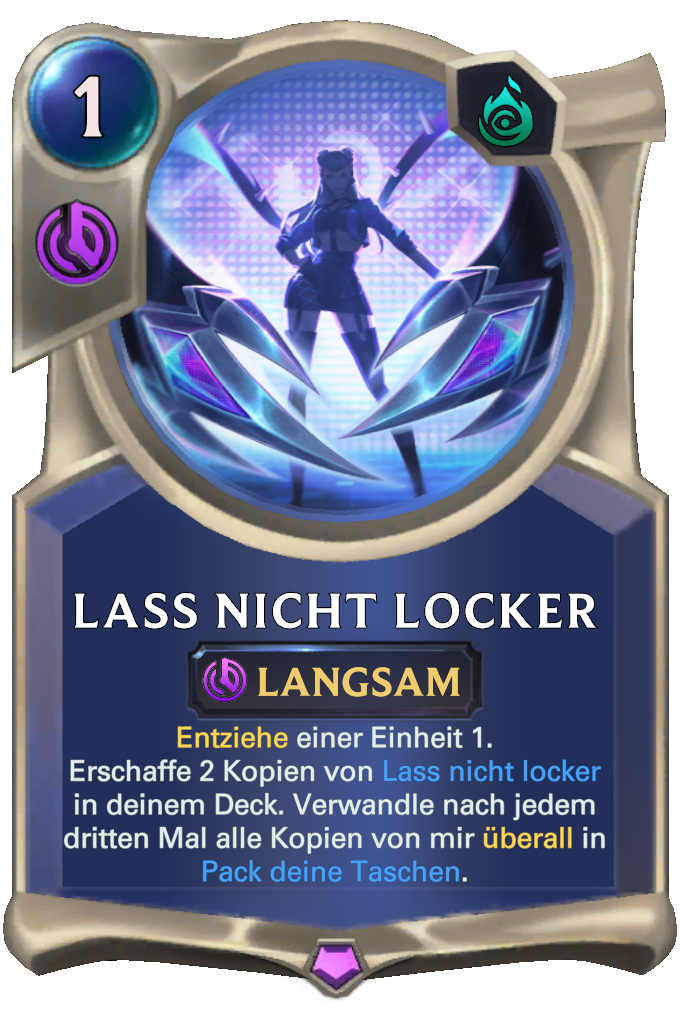 1
LASS NICHT LOCKER
LANGSAM
Entziehe einer Einheit 1.
Erschaffe 2 Kopien von Lass nicht locker
in deinem Deck. Verwandle nach jedem
dritten Mal alle Kopien von mir überall in
Pack deine Taschen.